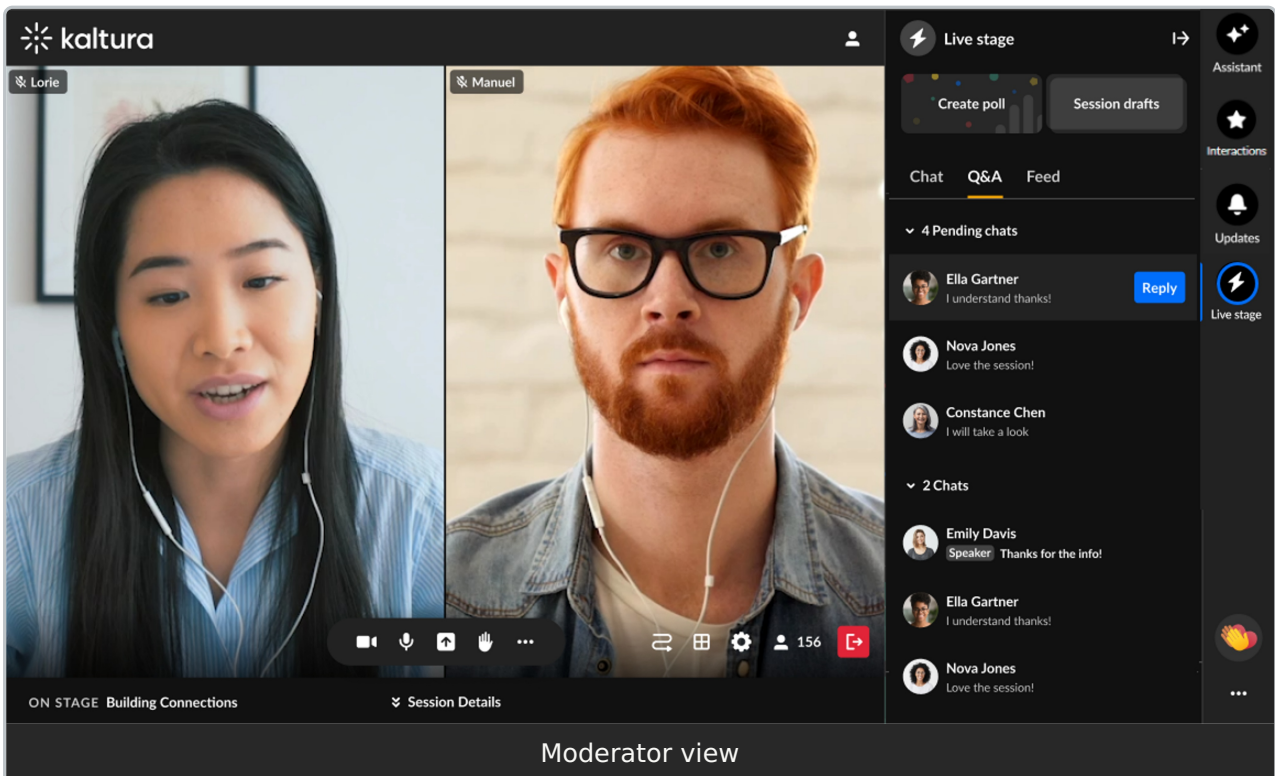 kaltura
Lorie
Manuel
ON STAGE Building Connections
Session Details
156
Live stage
Create poll
Session drafts
Chat Q&A Feed
4 Pending chats
Ella Gartner
I understand thanks!
Reply
Nova Jones
Love the session!
Constance Chen
I will take a look
2 Chats
Emily Davis
Speaker Thanks for the info!
Ella Gartner
I understand thanks!
Nova Jones
Love the session!
Assistant
Interactions
Updates
Live stage
Moderator view